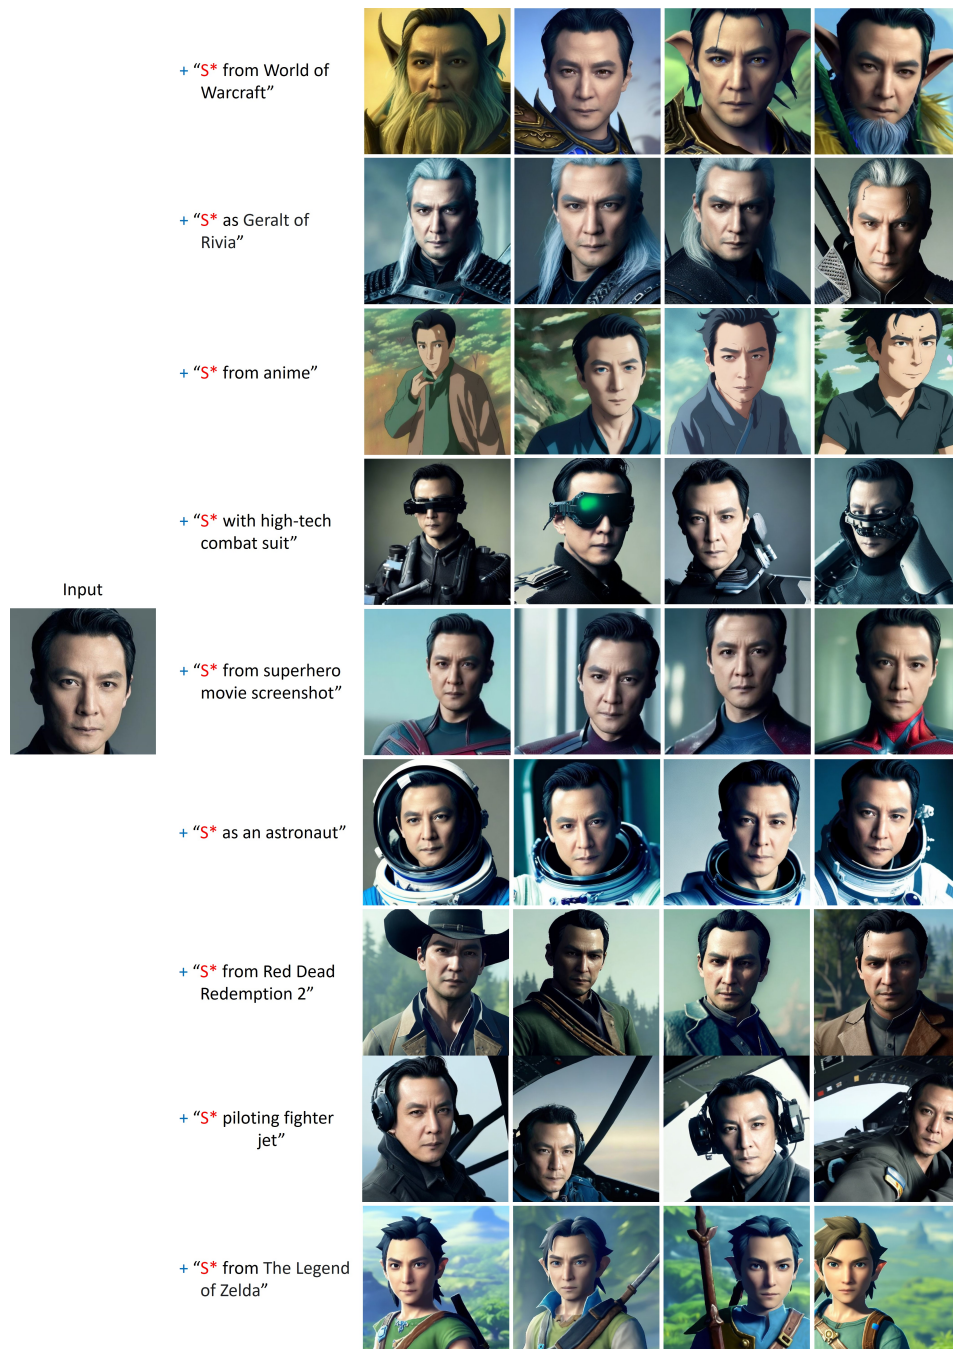 + “S* from World of
Warcraft”
+ “S* as Geralt of
Rivia”
+ “S* from anime”
+ “S* with high-tech
combat suit”
Input
+ “S* from superhero
movie screenshot”
+ “S* as an astronaut”
+ “S* from Red Dead
Redemption 2”
+ “S* piloting fighter
jet”
+ “S* from The Legend
of Zelda”